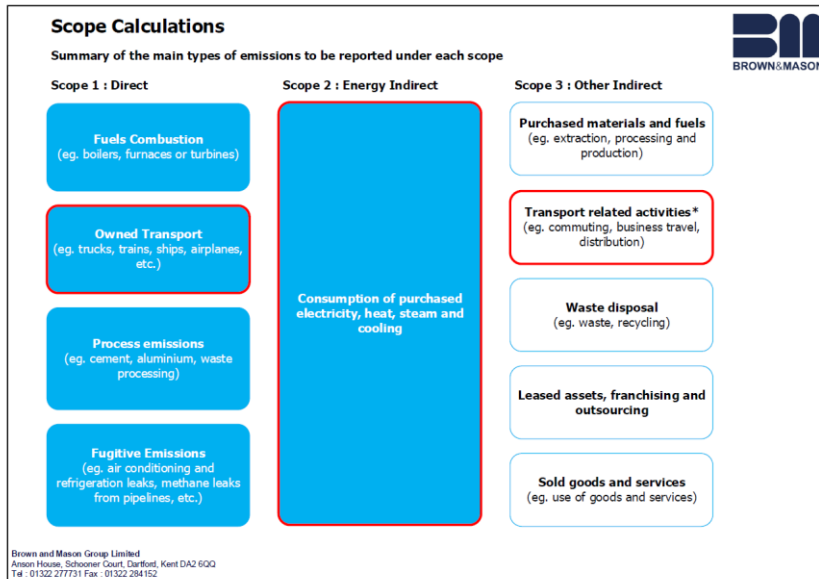 Scope Calculations
Summary of the main types of emissions to be reported under each scope
BROWN&MASON
Scope 1 : Direct
Fuels Combustion
(eg. boilers, furnaces or turbines)
Owned Transport
(eg. trucks, trains, ships, airplanes,
etc.)
Process emissions
(eg. cement, aluminium, waste
processing)
Fugitive Emissions
(eg. air conditioning and
refrigeration leaks, methane leaks
from pipelines, etc.)
Scope 2 : Energy Indirect
Consumption of purchased
electricity, heat, steam and
cooling
Scope 3 : Other Indirect
Purchased materials and fuels
(eg. extraction, processing and
production)
Transport related activities*
(eg. commuting, business travel,
distribution)
Waste disposal
(eg. waste, recycling)
Leased assets, franchising and
outsourcing
Sold goods and services
(eg. use of goods and services)
Brown and Mason Group Limited
Anson House, Schooner Court, Dartford, Kent DA2 6QQ
Tel : 01322 277731 Fax : 01322 284152